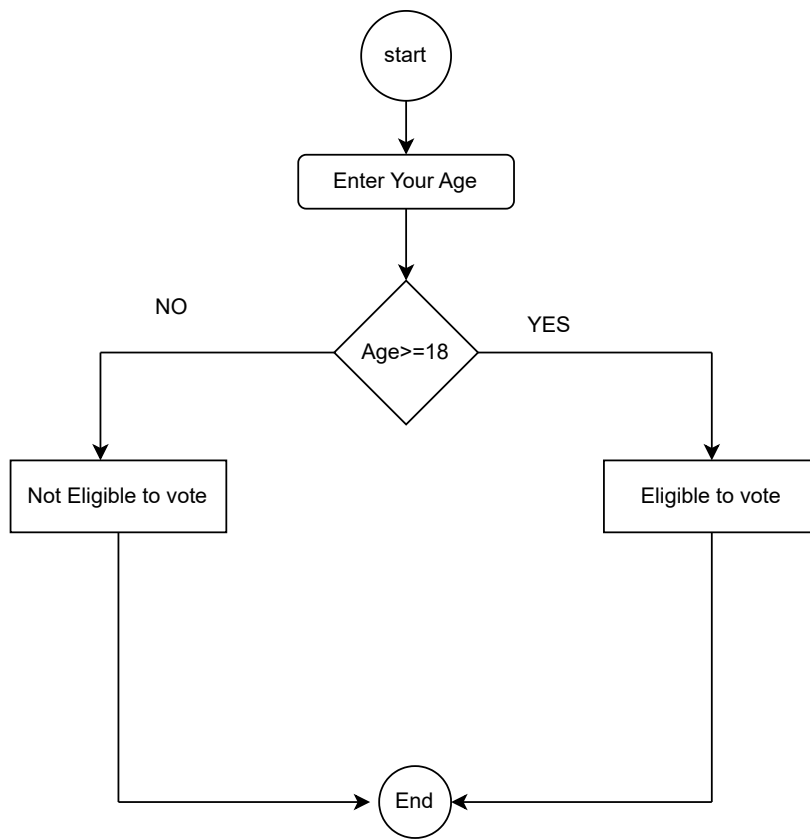 start
Enter Your Age
NO
YES
Age>=18
Not Eligible to vote
Eligible to vote
End